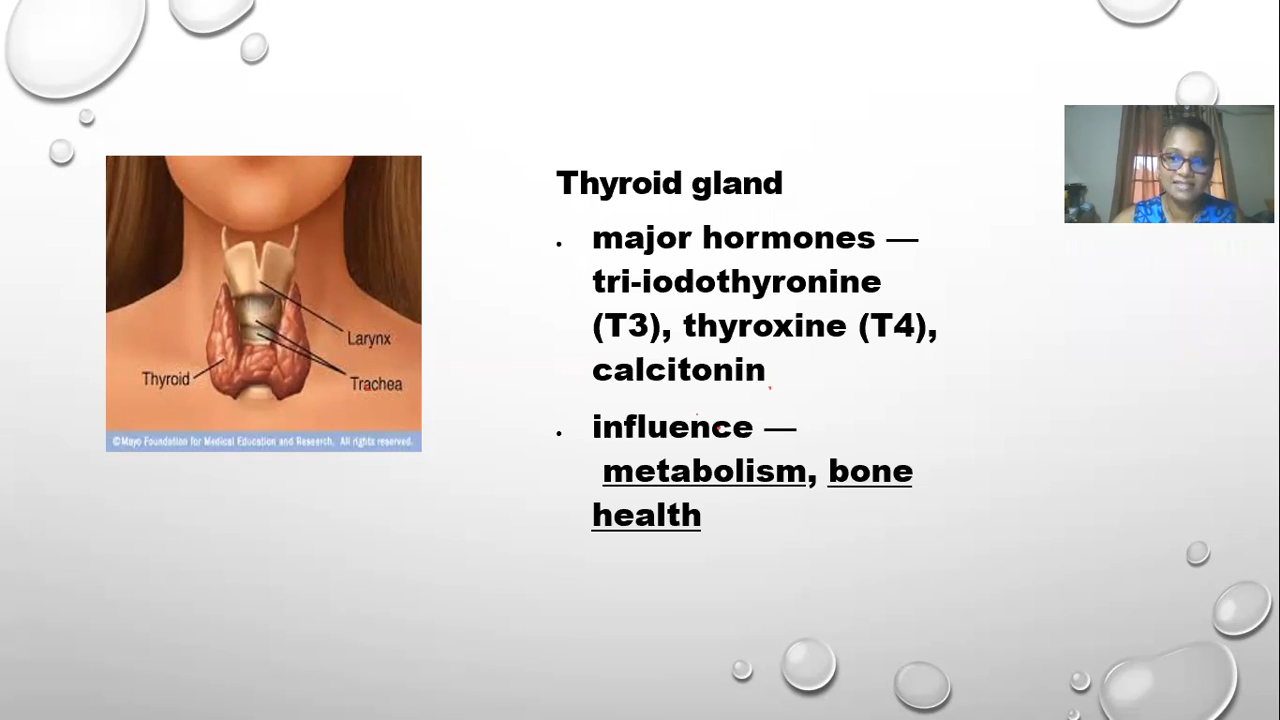 Larynx
Thyroid
Trachea
©Mayo Foundation for Medical Education and Research. All rights reserved.
Thyroid gland
• major hormones —
tri-iodothyronine
(T3), thyroxine (T4),
calcitonin
• influence —
metabolism, bone
health